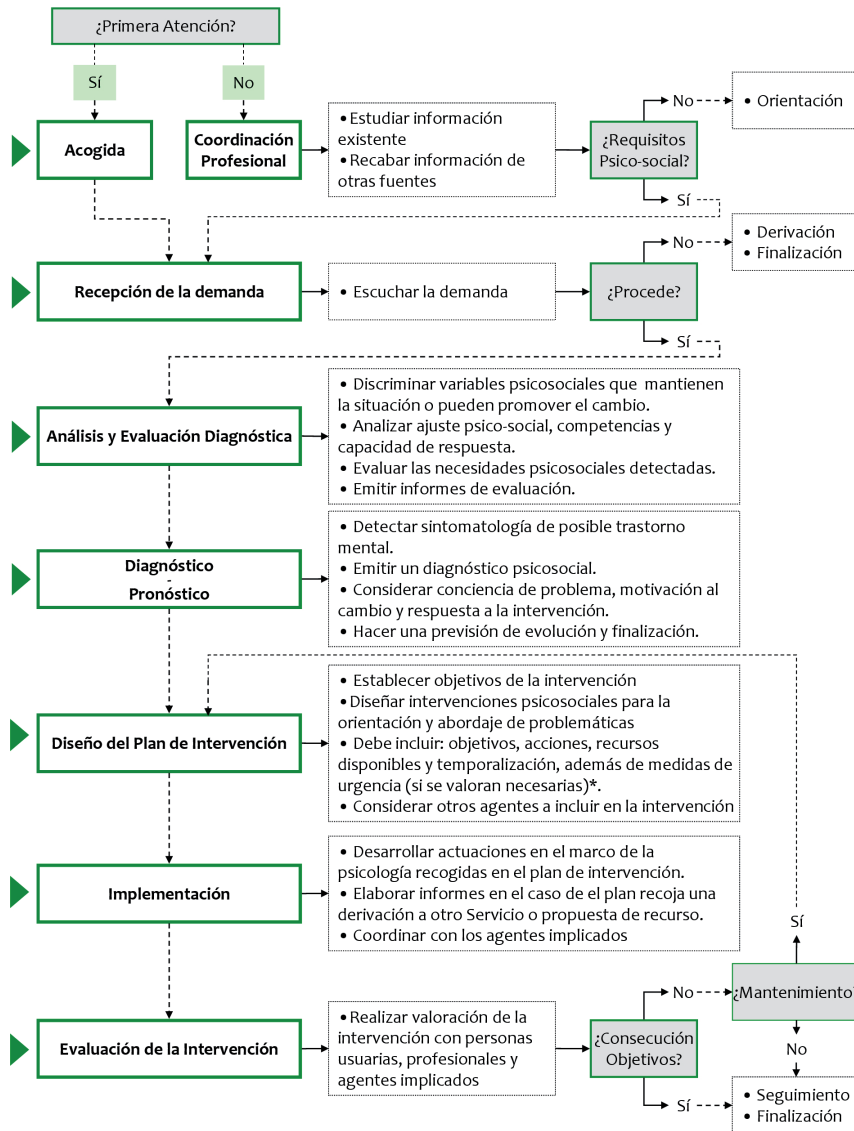 ¿Primera Atención?
Sí
No
Acogida
Coordinación
Profesional
• Estudiar información
existente
• Recabar información de
otras fuentes
¿Requisitos
Psico-social?
No
• Orientación
Sí
Recepción de la demanda
• Escuchar la demanda
¿Procede?
No
• Derivación
• Finalización
Sí
Análisis y Evaluación Diagnóstica
• Discriminar variables psicosociales que mantienen
la situación o pueden promover el cambio.
• Analizar ajuste psico-social, competencias y
capacidad de respuesta.
• Evaluar las necesidades psicosociales detectadas.
• Emitir informes de evaluación.
Diagnóstico
-
Pronóstico
• Detectar sintomatología de posible trastorno
mental.
• Emitir un diagnóstico psicosocial.
• Considerar conciencia de problema, motivación al
cambio y respuesta a la intervención.
• Hacer una previsión de evolución y finalización.
Diseño del Plan de Intervención
• Establecer objetivos de la intervención
•Diseñar intervenciones psicosociales para la
orientación y abordaje de problemáticas
• Debe incluir: objetivos, acciones, recursos
disponibles y temporalización, además de medidas de
urgencia (si se valoran necesarias)*.
• Considerar otros agentes a incluir en la intervención
Implementación
• Desarrollar actuaciones en el marco de la
psicología recogidas en el plan de intervención.
• Elaborar informes en el caso de el plan recoja una
derivación a otro Servicio o propuesta de recurso.
• Coordinar con los agentes implicados
Evaluación de la Intervención
• Realizar valoración de la
intervención con personas
usuarias, profesionales y
agentes implicados
¿Consecución
Objetivos?
No
¿Mantenimiento?
Sí
No
Sí
• Seguimiento
• Finalización